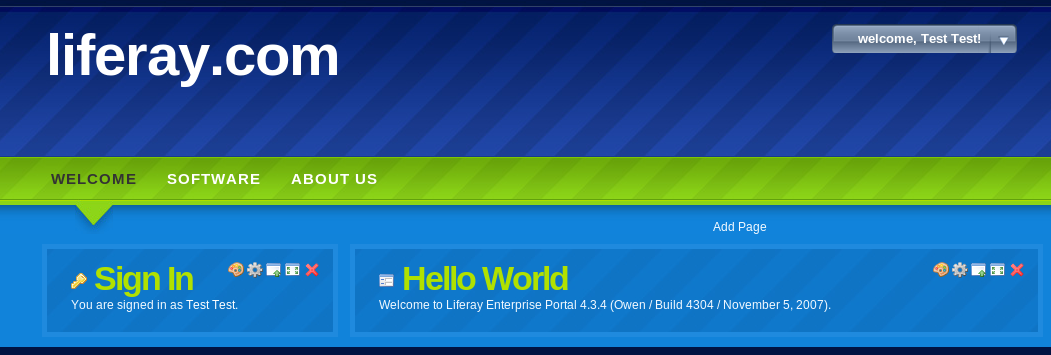 liferay.com
welcome, Test Test!
WELCOME SOFTWARE ABOUT US
Add Page
Sign In
You are signed in as Test Test.
Hello World
Welcome to Liferay Enterprise Portal 4.3.4 (Owen / Build 4304 / November 5, 2007).